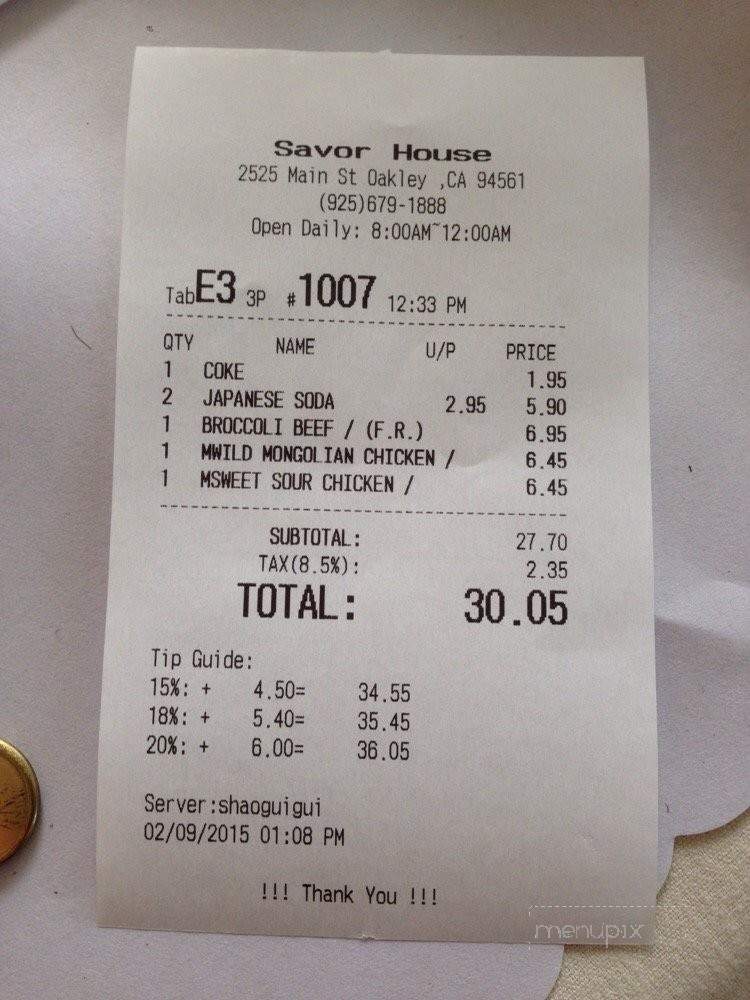 Savor House
2525 Main St Oakley ,CA 94561
(925)679-1888
Open Daily: 8:00AM~12:00AM
TabE3 3P #1007 12:33 PM
QTY NAME U/P PRICE
1 COKE 1.95
2 JAPANESE SODA 2.95 5.90
1 BROCCOLI BEEF / (F.R.) 6.95
1 MWILD MONGOLIAN CHICKEN / 6.45
1 MSWEET SOUR CHICKEN / 6.45
SUBTOTAL: 27.70
TAX(8.5%): 2.35
TOTAL: 30.05
Tip Guide:
15%: + 4.50= 34.55
18%: + 5.40= 35.45
20%: + 6.00= 36.05
Server:shaoguigui
02/09/2015 01:08 PM
!!! Thank You !!!
menupix